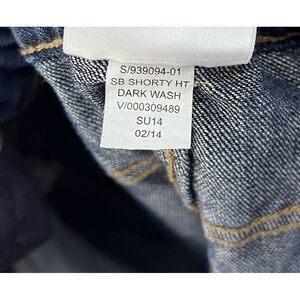 S/939094-01
SB SHORTY HT
DARK WASH
V/000309489
SU14
02/14